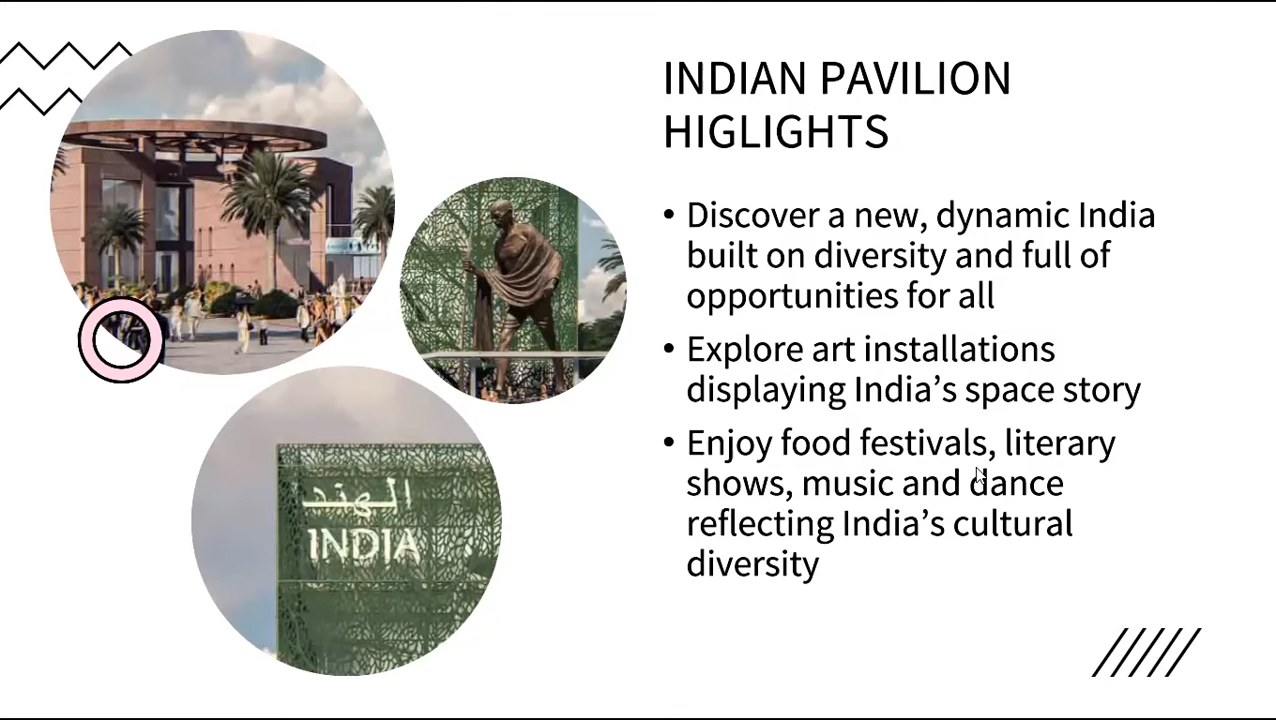 INDIAN PAVILION
HIGLIGHTS
• Discover a new, dynamic India
built on diversity and full of
opportunities for all
• Explore art installations
displaying India’s space story
• Enjoy food festivals, literary
shows, music and dance
reflecting India’s cultural
diversity
الهند
INDIA